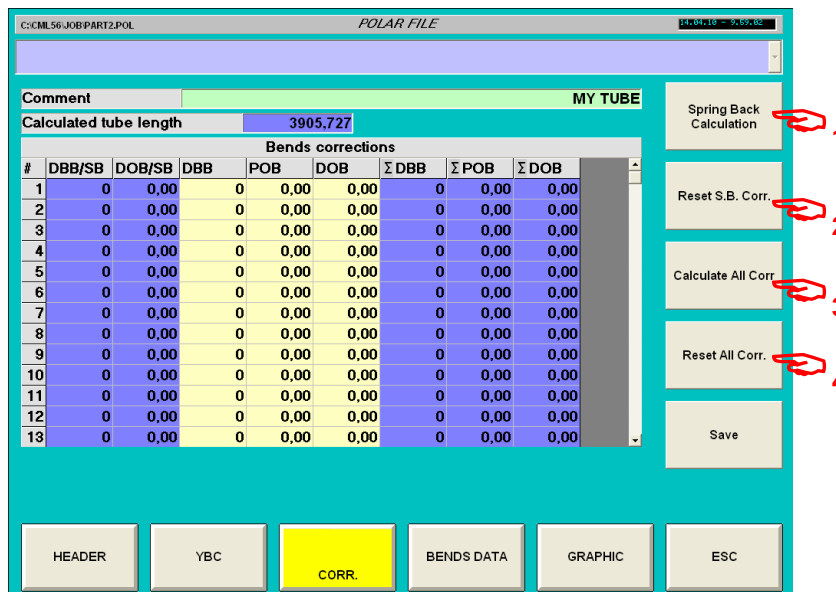 C:\CML56\JOB\PART2.POL POLAR FILE 14.04.10 - 9.59.02
Comment MY TUBE
Calculated tube length 3905,727
Bends corrections
# DBB/SB DOB/SB DBB POB DOB Σ DBB Σ POB Σ DOB
1 0 0,00 0 0,00 0,00 0 0,00 0,00
2 0 0,00 0 0,00 0,00 0 0,00 0,00
3 0 0,00 0 0,00 0,00 0 0,00 0,00
4 0 0,00 0 0,00 0,00 0 0,00 0,00
5 0 0,00 0 0,00 0,00 0 0,00 0,00
6 0 0,00 0 0,00 0,00 0 0,00 0,00
7 0 0,00 0 0,00 0,00 0 0,00 0,00
8 0 0,00 0 0,00 0,00 0 0,00 0,00
9 0 0,00 0 0,00 0,00 0 0,00 0,00
10 0 0,00 0 0,00 0,00 0 0,00 0,00
11 0 0,00 0 0,00 0,00 0 0,00 0,00
12 0 0,00 0 0,00 0,00 0 0,00 0,00
13 0 0,00 0 0,00 0,00 0 0,00 0,00
Spring Back
Calculation
1
Reset S.B. Corr.
2
Calculate All Corr
3
Reset All Corr.
4
Save
HEADER YBC CORR. BENDS DATA GRAPHIC ESC